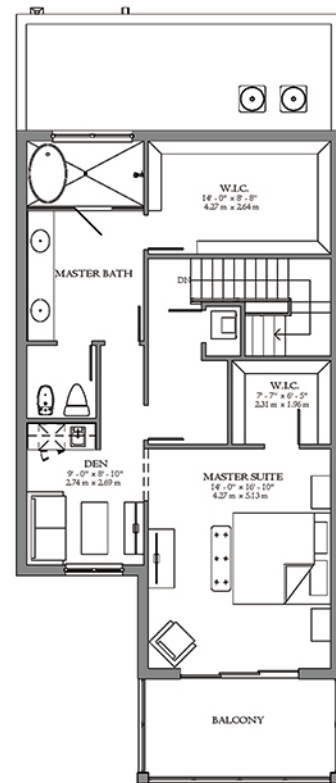 W.I.C.
14' - 0" x 8' - 8"
4.27 m x 2.64 m
MASTER BATH
DN
W.I.C.
7' - 7" x 6' - 5"
2.31 m x 1.96 m
DEN
9' - 0" x 8' - 10"
2.74 m x 2.69 m
MASTER SUITE
14' - 0" x 16' - 10"
4.27 m x 5.13 m
BALCONY